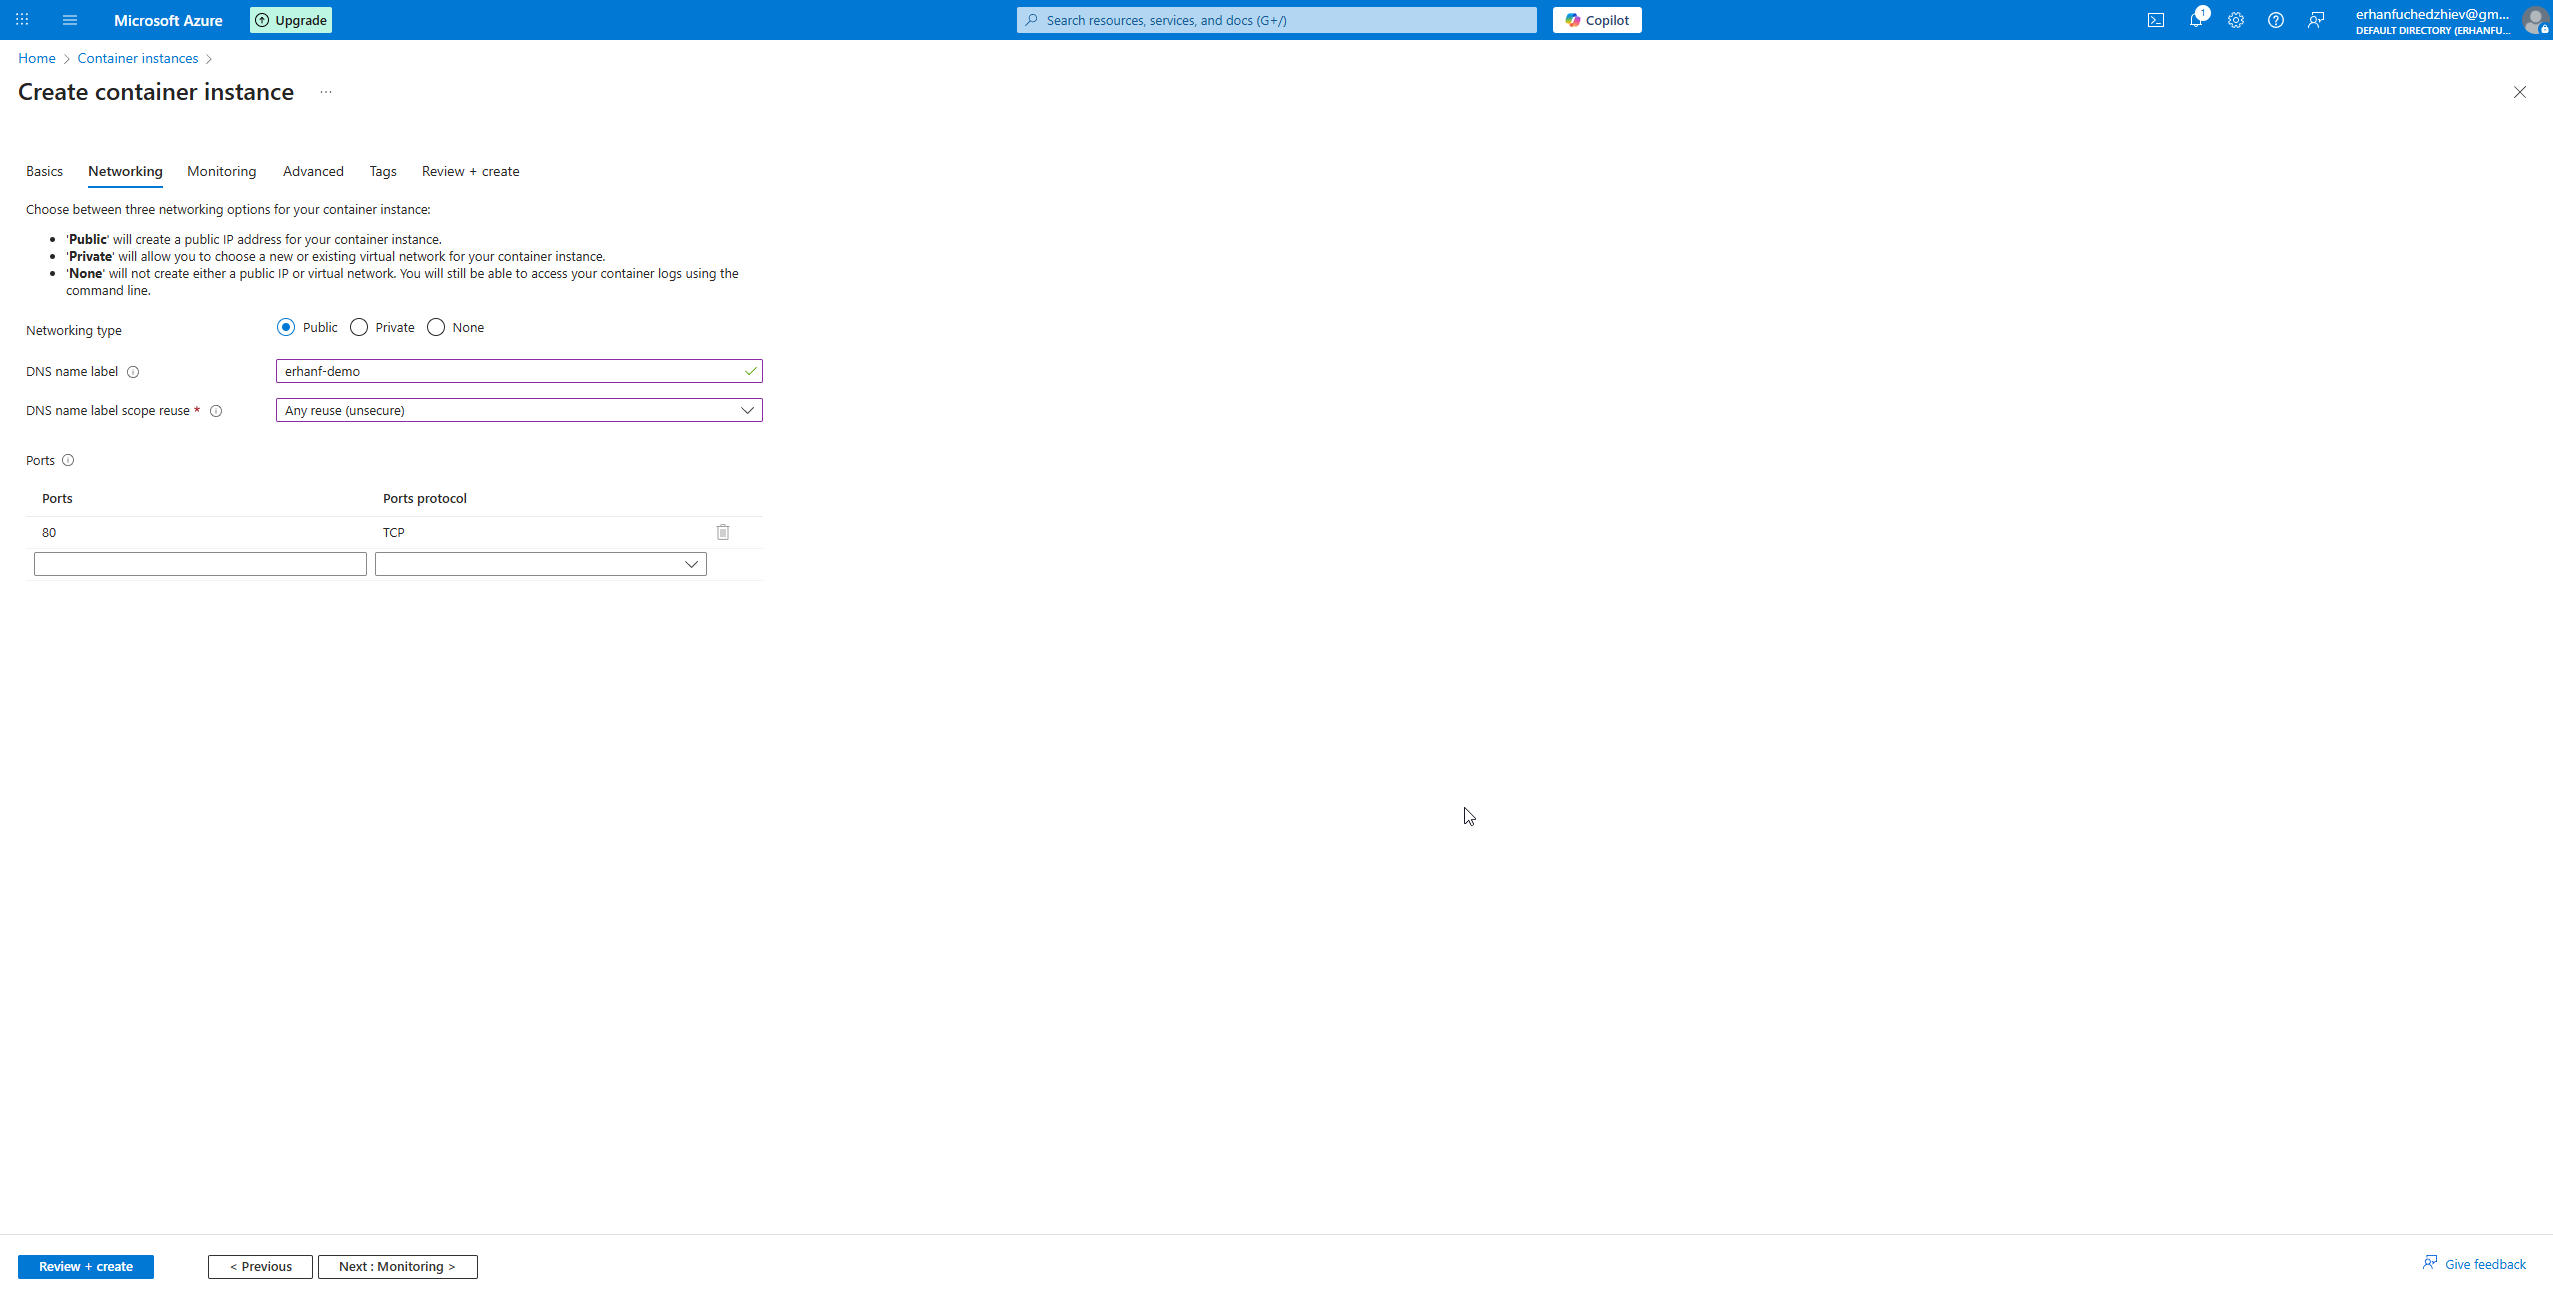 Microsoft Azure
Upgrade
Search resources, services, and docs (G+/)
Copilot
1
erhanfuchedzhiev@gm...
DEFAULT DIRECTORY (ERHANFU...
Home > Container instances >
Create container instance ...
Basics Networking Monitoring Advanced Tags Review + create
Choose between three networking options for your container instance:
• 'Public' will create a public IP address for your container instance.
• 'Private' will allow you to choose a new or existing virtual network for your container instance.
• 'None' will not create either a public IP or virtual network. You will still be able to access your container logs using the
command line.
Networking type Public Private None
DNS name label erhanf-demo
DNS name label scope reuse * Any reuse (unsecure)
Ports
Ports Ports protocol
80 TCP
Review + create < Previous Next : Monitoring > Give feedback